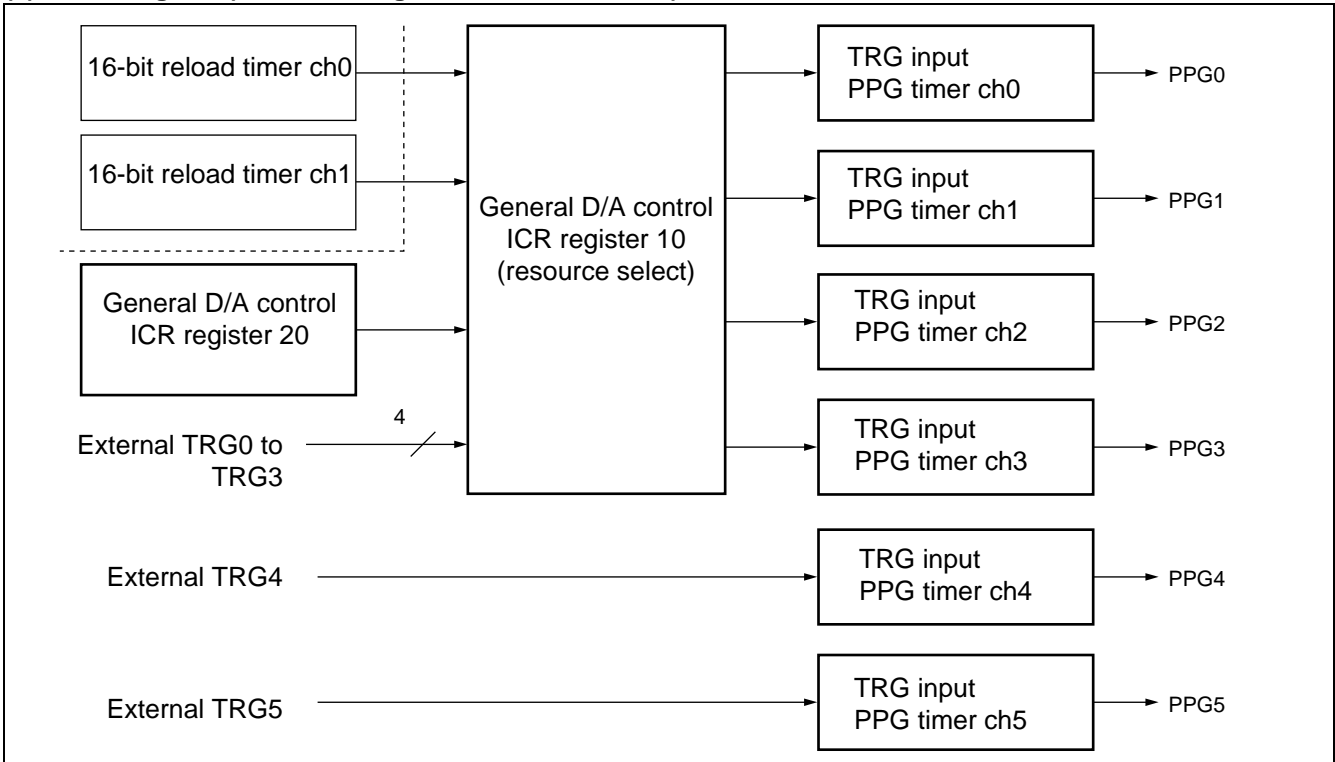 16-bit reload timer ch0
16-bit reload timer ch1
General D/A control
ICR register 20
External TRG0 to
TRG3
4
External TRG4
External TRG5
General D/A control
ICR register 10
(resource select)
TRG input
PPG timer ch0
PPG0
TRG input
PPG timer ch1
PPG1
TRG input
PPG timer ch2
PPG2
TRG input
PPG timer ch3
PPG3
TRG input
PPG timer ch4
PPG4
TRG input
PPG timer ch5
PPG5